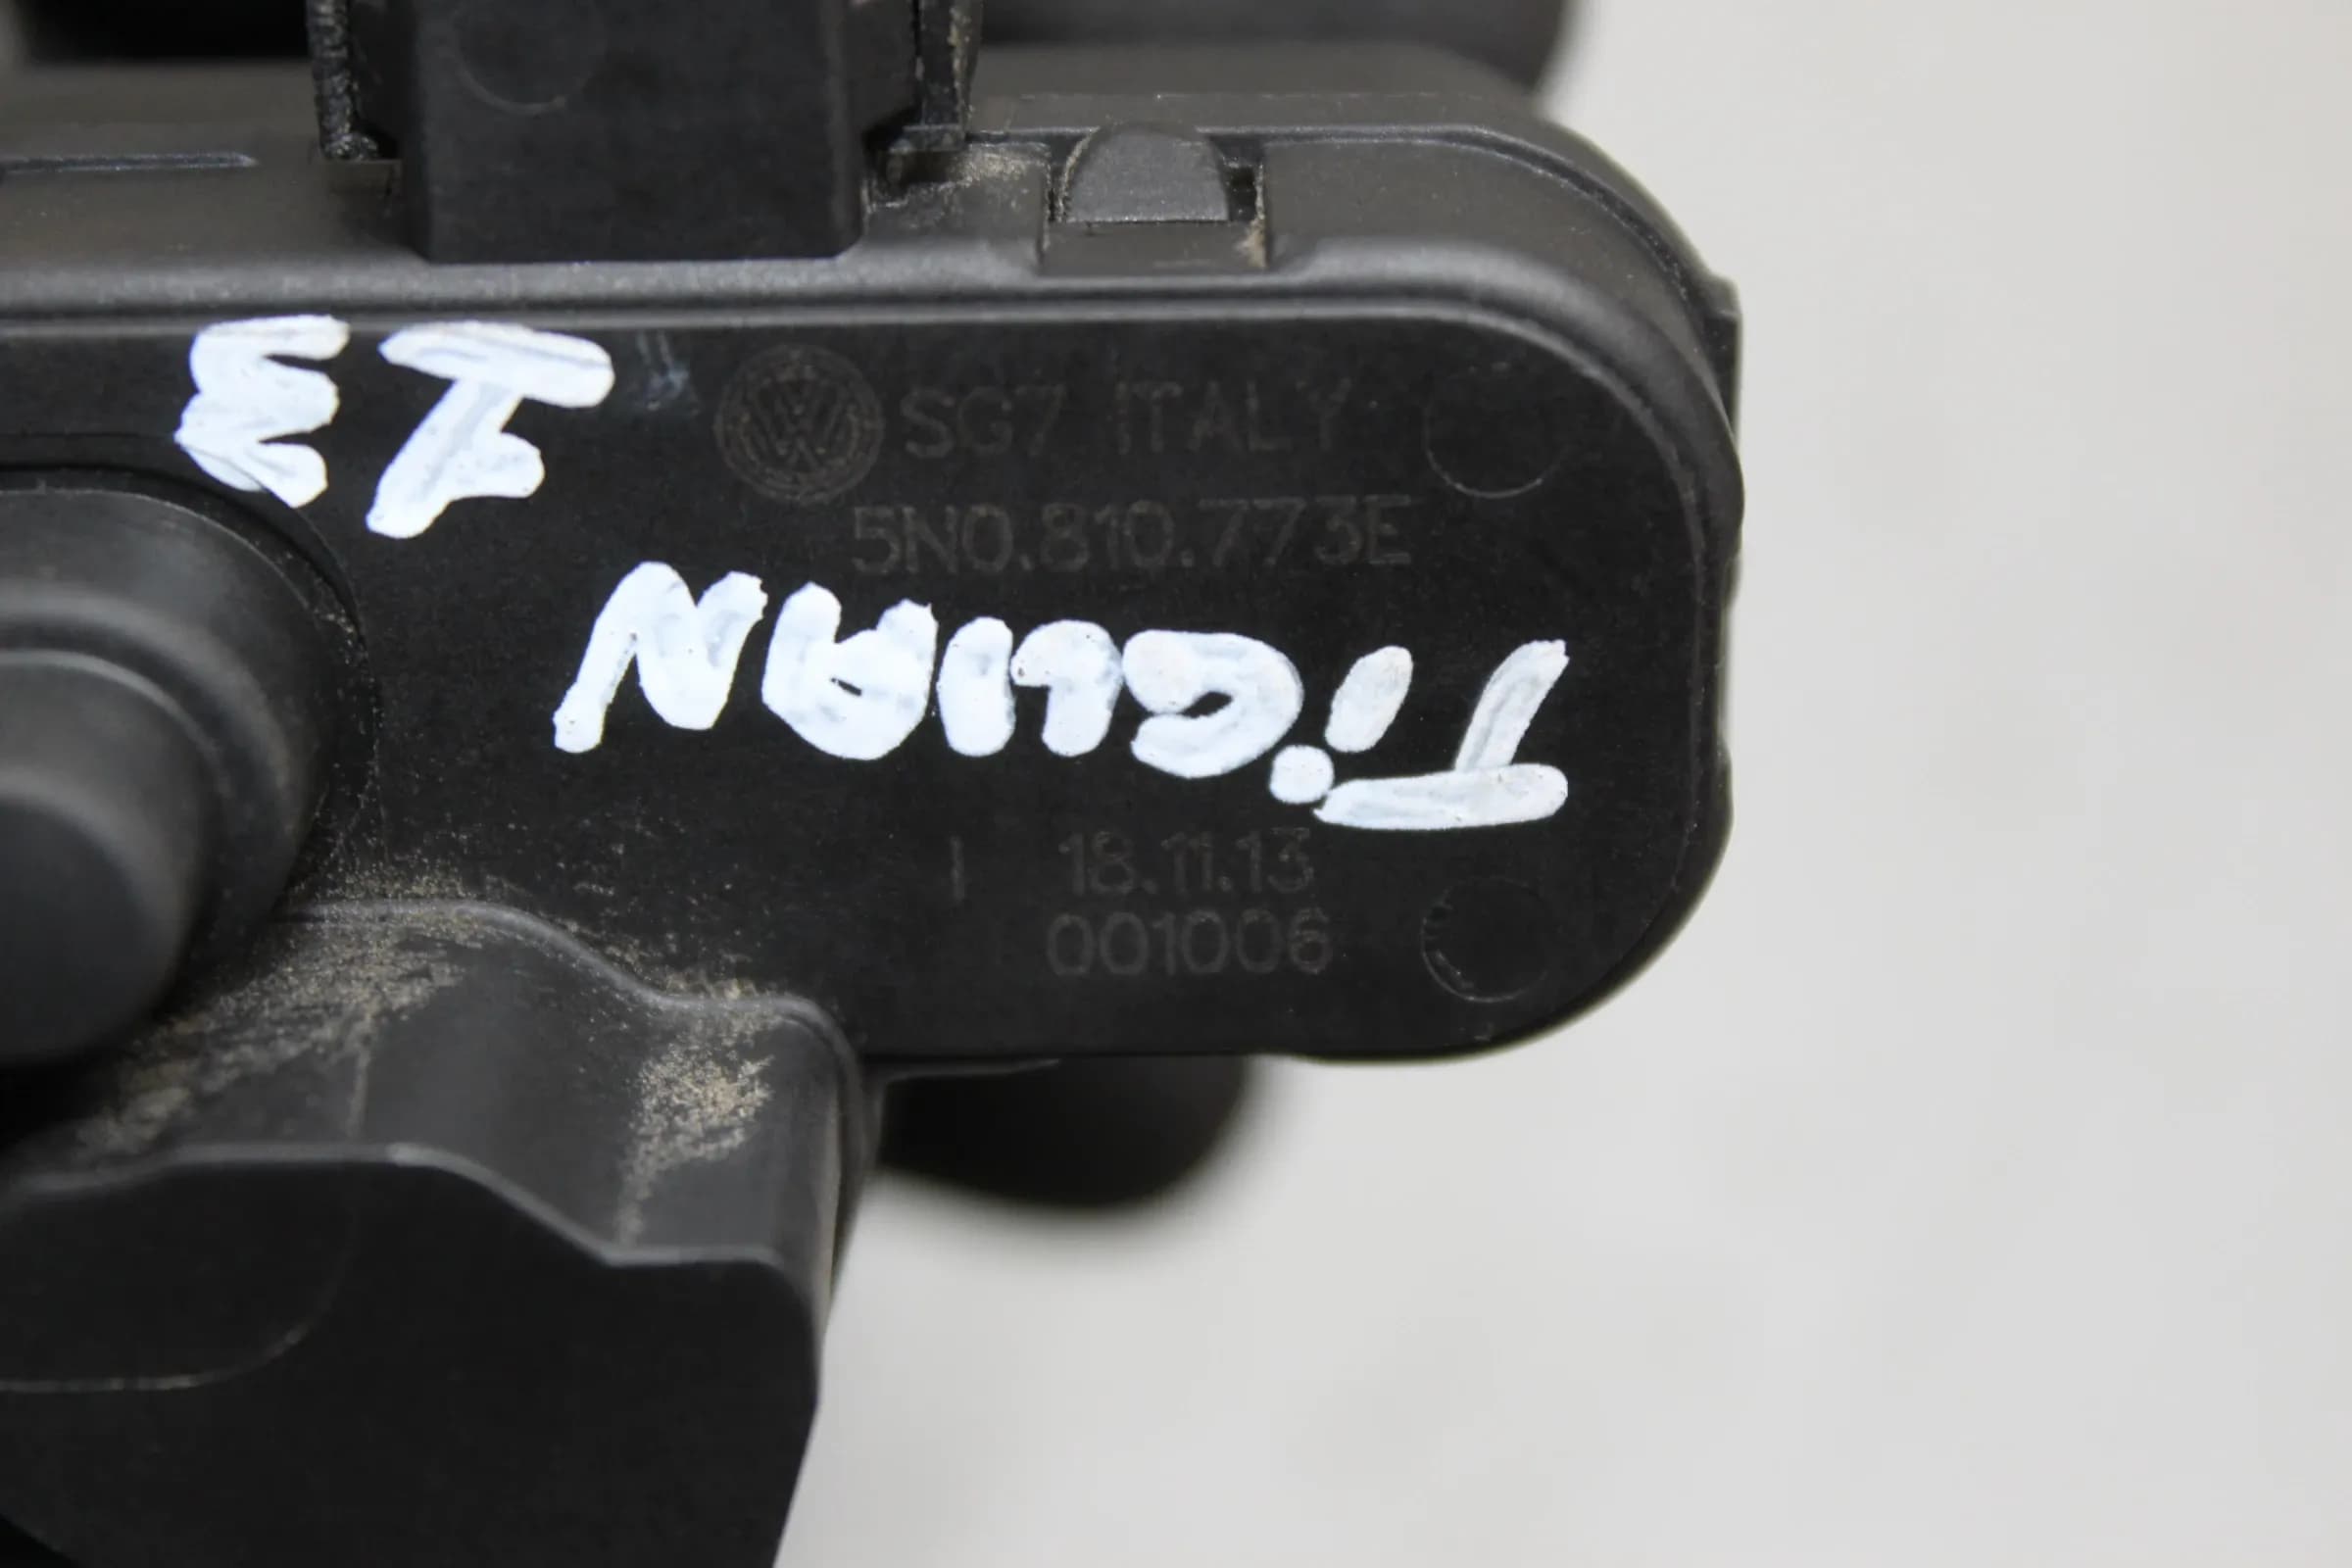 SG7 ITALY
5N0.810.773E
I 18.11.13
001006
TiGUAN
13